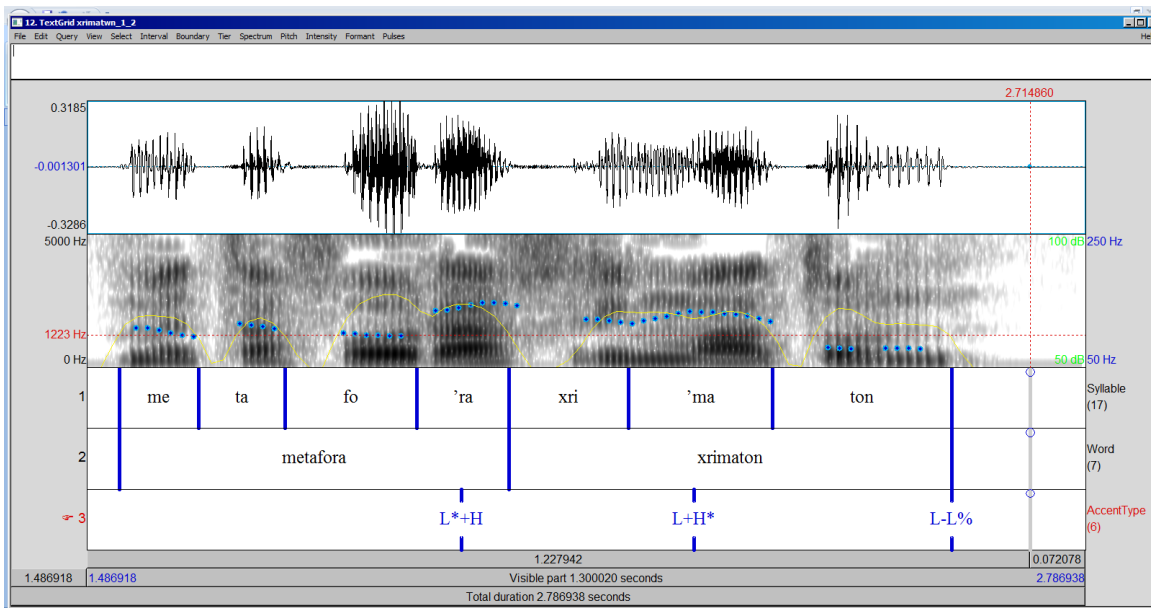 12. TextGrid xrimatwn_1_2
File Edit Query View Select Interval Boundary Tier Spectrum Pitch Intensity Formant Pulses Hel
2.714860
0.3185
-0.001301
-0.3286
5000 Hz 100 dB 250 Hz
1223 Hz
0 Hz 50 dB 50 Hz
1 me ta fo 'ra xri 'ma ton Syllable
(17)
2 metafora xrimaton Word
(7)
3 L*+H L+H* L-L% AccentType
(6)
1.227942 0.072078
1.486918 1.486918 Visible part 1.300020 seconds 2.786938
Total duration 2.786938 seconds